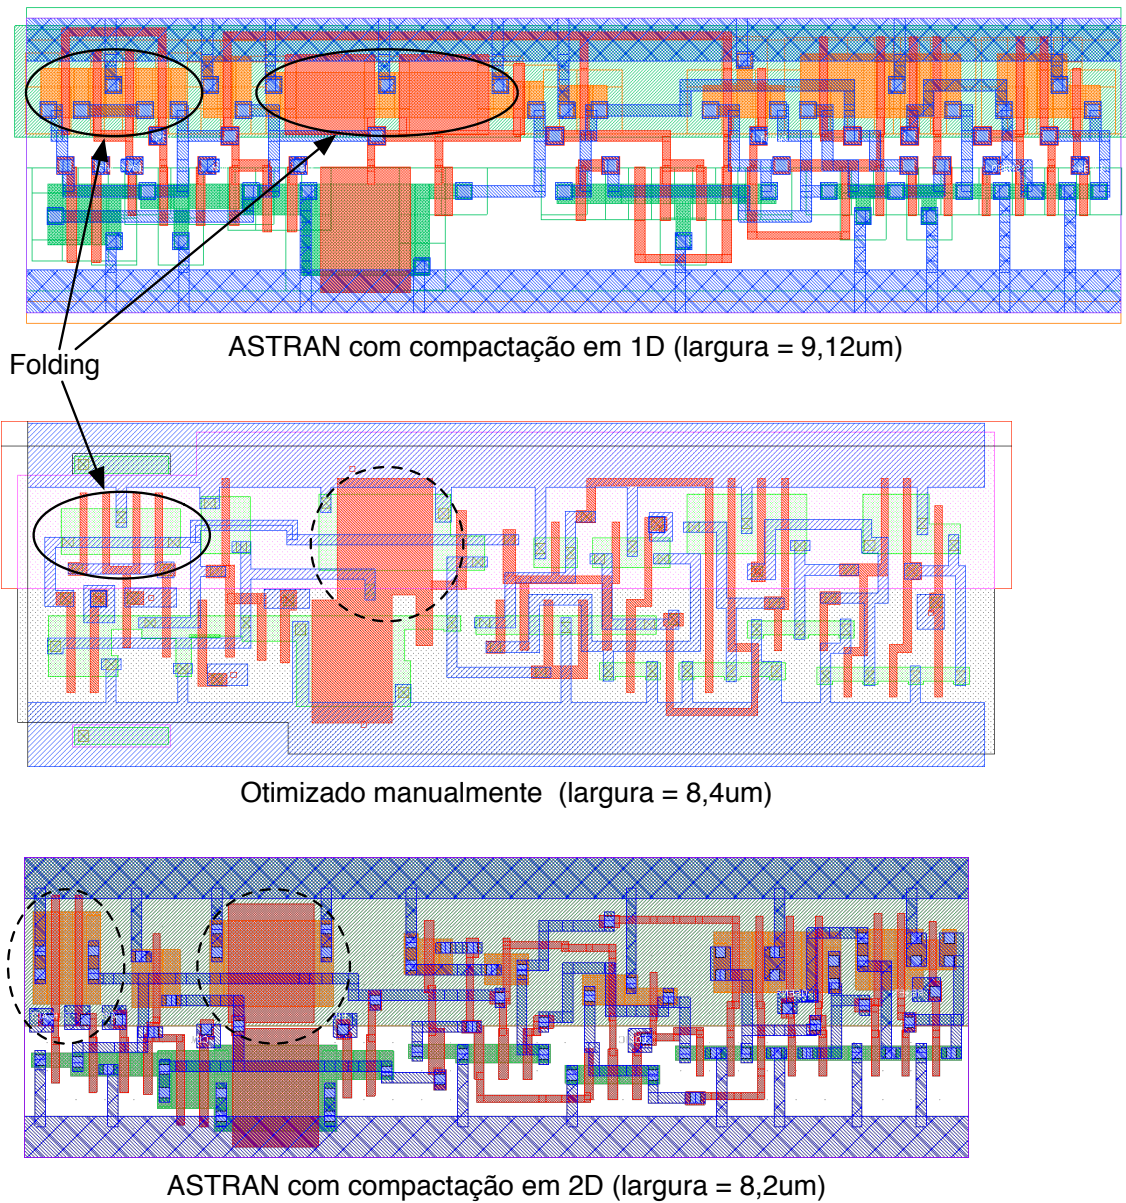 ASTRAN com compactação em 1D (largura = 9,12um)
Folding
Otimizado manualmente (largura = 8,4um)
ASTRAN com compactação em 2D (largura = 8,2um)